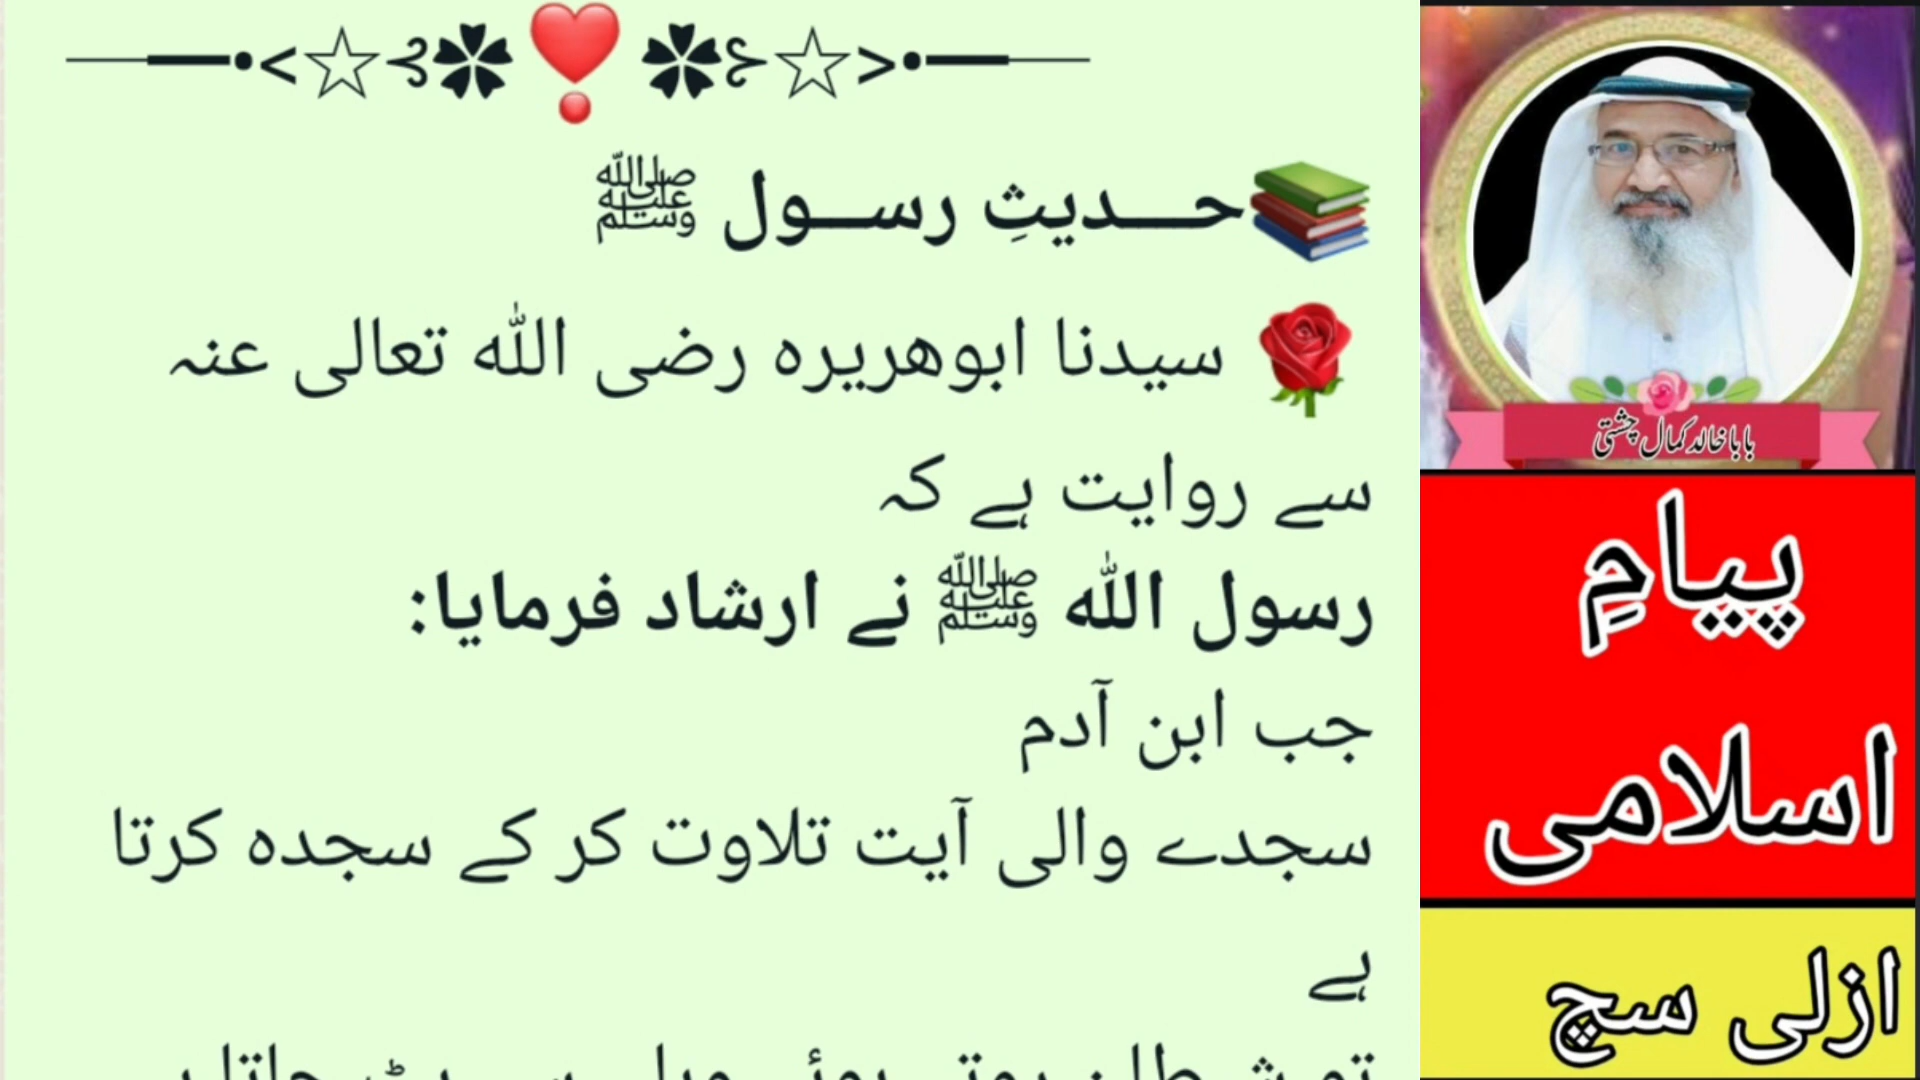 حـــدیثِ رســـول ﷺ
سیدنا ابوھریرہ رضی اللہ تعالی عنہ
سے روایت ہے کہ
رسول اللہ ﷺ نے ارشاد فرمایا:
جب ابن آدم
سجدے والی آیت تلاوت کر کے سجدہ کرتا
ہے
بابا خالد کمال چشتی
پیامِ
اسلامی
ازلی سچ